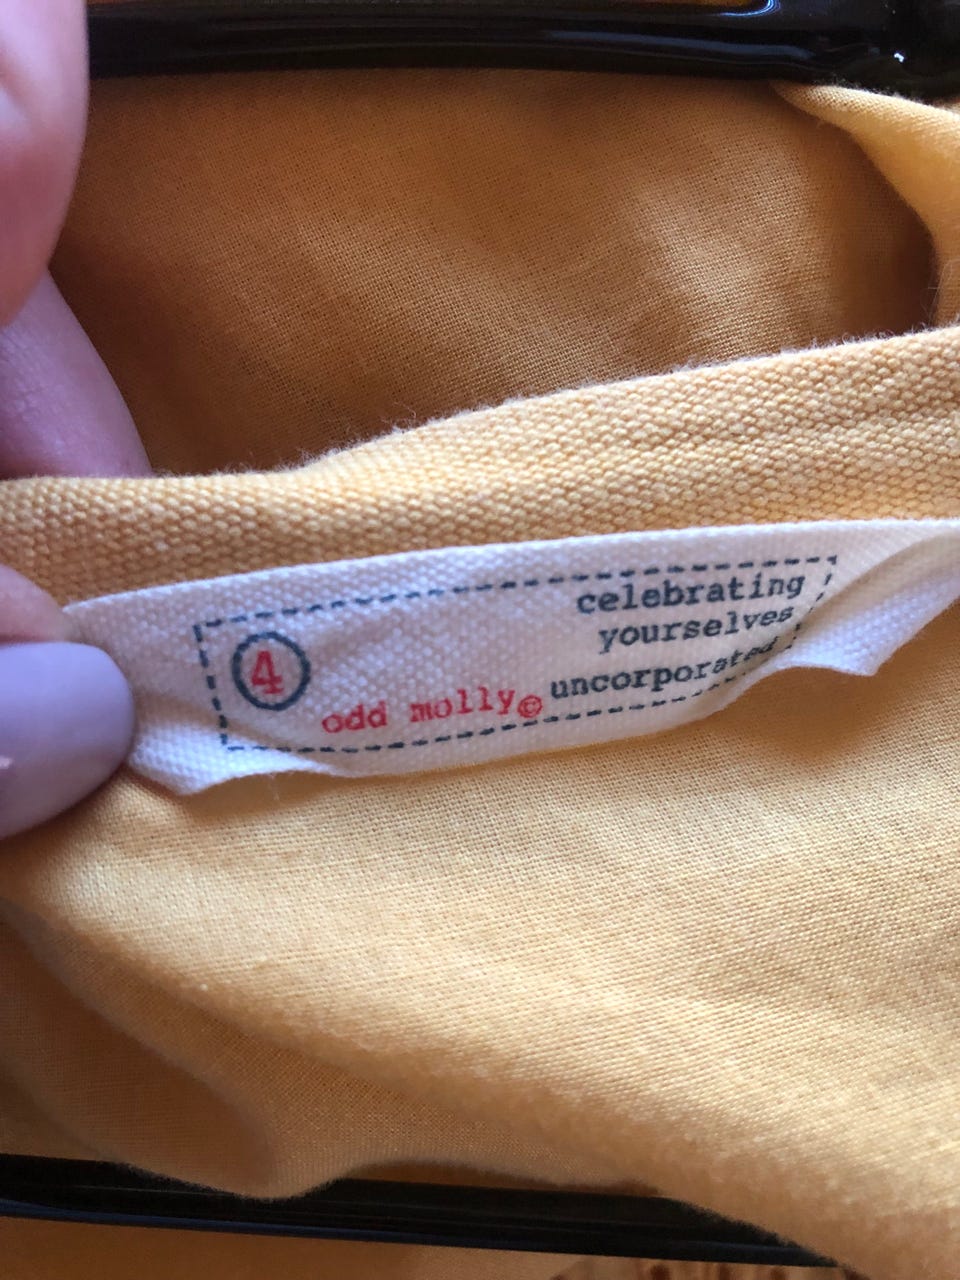 celebrating
yourselves
4
odd molly© uncorporated